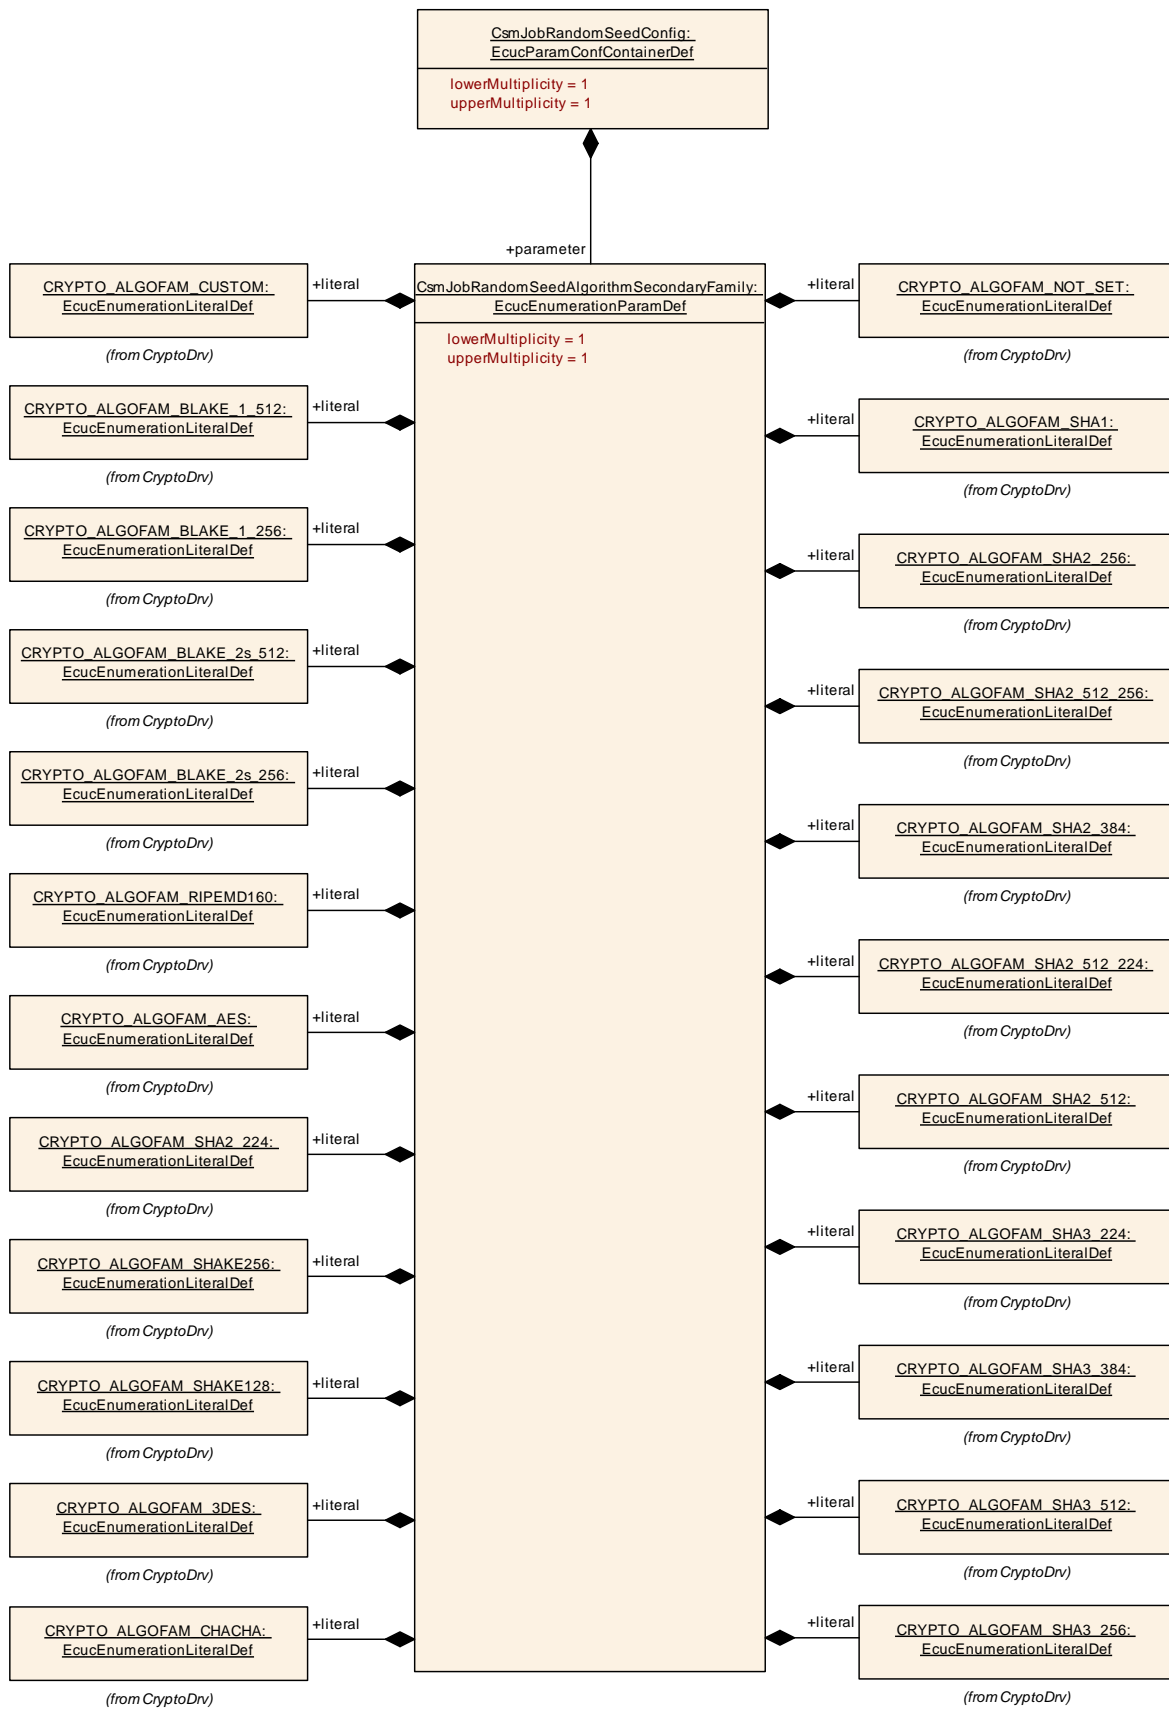 CsmJobRandomSeedConfig:
EcucParamConfContainerDef
lowerMultiplicity = 1
upperMultiplicity = 1
+parameter
CsmJobRandomSeedAlgorithmSecondaryFamily:
EcucEnumerationParamDef
lowerMultiplicity = 1
upperMultiplicity = 1
CRYPTO_ALGOFAM_CUSTOM:
EcucEnumerationLiteralDef
(from CryptoDrv)
+literal
CRYPTO_ALGOFAM_BLAKE_1_512:
EcucEnumerationLiteralDef
(from CryptoDrv)
+literal
CRYPTO_ALGOFAM_BLAKE_1_256:
EcucEnumerationLiteralDef
(from CryptoDrv)
+literal
CRYPTO_ALGOFAM_BLAKE_2s_512:
EcucEnumerationLiteralDef
(from CryptoDrv)
+literal
CRYPTO_ALGOFAM_BLAKE_2s_256:
EcucEnumerationLiteralDef
(from CryptoDrv)
+literal
CRYPTO_ALGOFAM_RIPEMD160:
EcucEnumerationLiteralDef
(from CryptoDrv)
+literal
CRYPTO_ALGOFAM_AES:
EcucEnumerationLiteralDef
(from CryptoDrv)
+literal
CRYPTO_ALGOFAM_SHA2_224:
EcucEnumerationLiteralDef
(from CryptoDrv)
+literal
CRYPTO_ALGOFAM_SHAKE256:
EcucEnumerationLiteralDef
(from CryptoDrv)
+literal
CRYPTO_ALGOFAM_SHAKE128:
EcucEnumerationLiteralDef
(from CryptoDrv)
+literal
CRYPTO_ALGOFAM_3DES:
EcucEnumerationLiteralDef
(from CryptoDrv)
+literal
CRYPTO_ALGOFAM_CHACHA:
EcucEnumerationLiteralDef
(from CryptoDrv)
+literal
+literal
CRYPTO_ALGOFAM_NOT_SET:
EcucEnumerationLiteralDef
(from CryptoDrv)
+literal
CRYPTO_ALGOFAM_SHA1:
EcucEnumerationLiteralDef
(from CryptoDrv)
+literal
CRYPTO_ALGOFAM_SHA2_256:
EcucEnumerationLiteralDef
(from CryptoDrv)
+literal
CRYPTO_ALGOFAM_SHA2_512_256:
EcucEnumerationLiteralDef
(from CryptoDrv)
+literal
CRYPTO_ALGOFAM_SHA2_384:
EcucEnumerationLiteralDef
(from CryptoDrv)
+literal
CRYPTO_ALGOFAM_SHA2_512_224:
EcucEnumerationLiteralDef
(from CryptoDrv)
+literal
CRYPTO_ALGOFAM_SHA2_512:
EcucEnumerationLiteralDef
(from CryptoDrv)
+literal
CRYPTO_ALGOFAM_SHA3_224:
EcucEnumerationLiteralDef
(from CryptoDrv)
+literal
CRYPTO_ALGOFAM_SHA3_384:
EcucEnumerationLiteralDef
(from CryptoDrv)
+literal
CRYPTO_ALGOFAM_SHA3_512:
EcucEnumerationLiteralDef
(from CryptoDrv)
+literal
CRYPTO_ALGOFAM_SHA3_256:
EcucEnumerationLiteralDef
(from CryptoDrv)